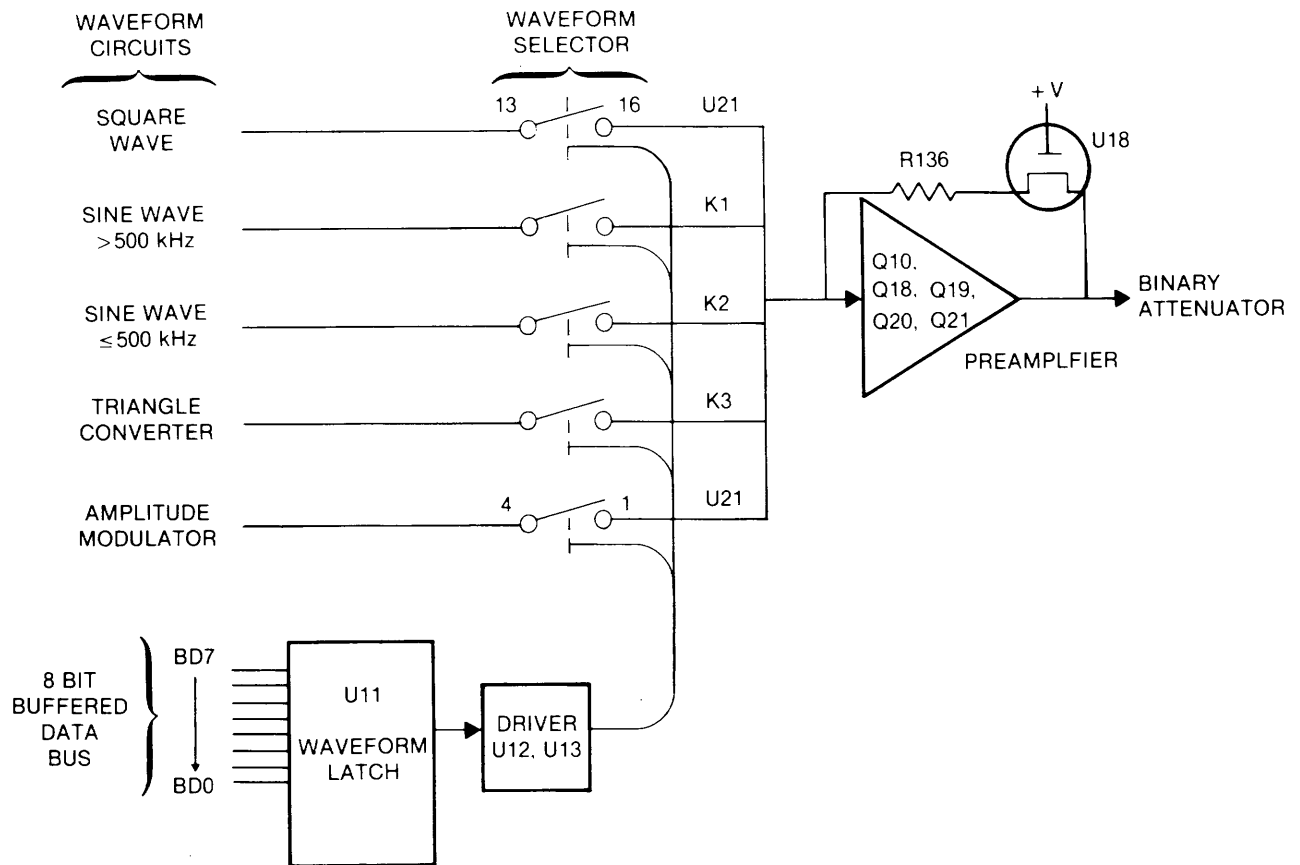 WAVEFORM
CIRCUITS
WAVEFORM
SELECTOR
SQUARE
WAVE
13
16
U21
SINE WAVE
>500 kHz
K1
SINE WAVE
≤500 kHz
K2
TRIANGLE
CONVERTER
K3
AMPLITUDE
MODULATOR
4
1
U21
+ V
U18
R136
Q10,
Q18, Q19,
Q20, Q21
PREAMPLFIER
BINARY
ATTENUATOR
8 BIT
BUFFERED
DATA
BUS
BD7
BD0
U11
WAVEFORM
LATCH
DRIVER
U12, U13